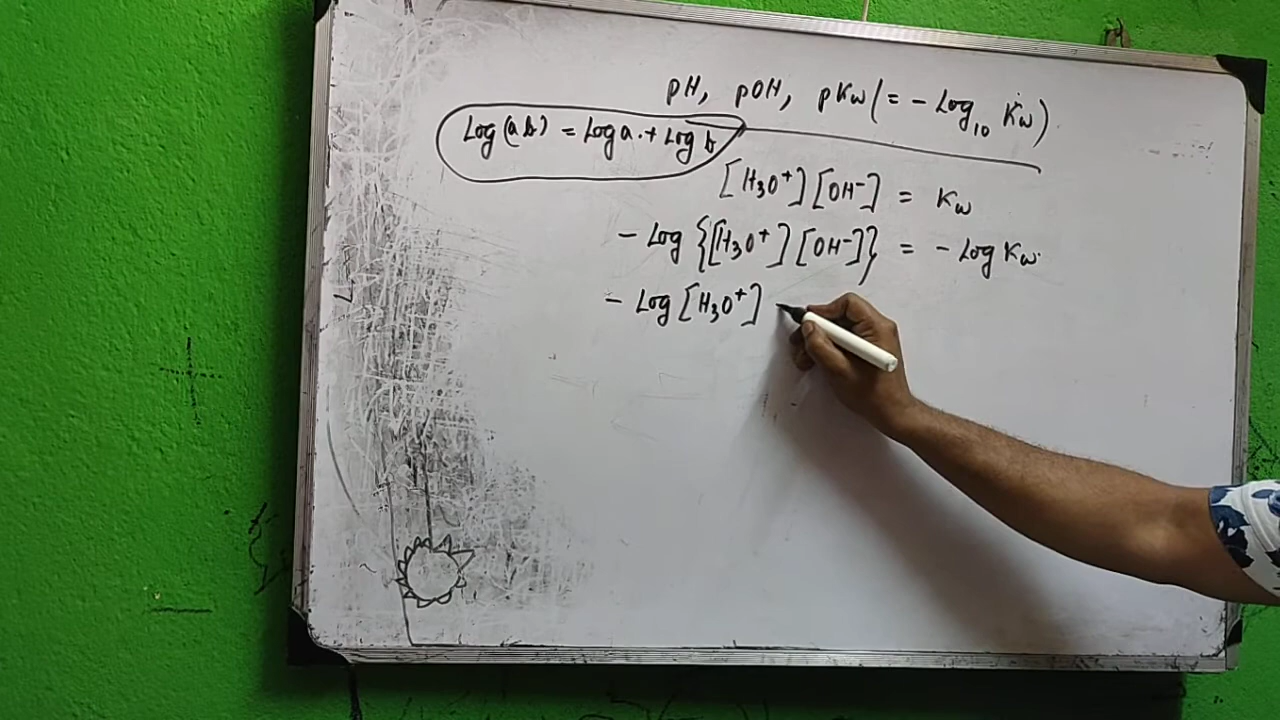 pH, pOH, pKw (= - Log₁₀ Kw)
Log (ab) = Log a + Log b
[H₃O⁺] [OH⁻] = Kw
- Log {[H₃O⁺] [OH⁻]} = - Log Kw
- Log [H₃O⁺]